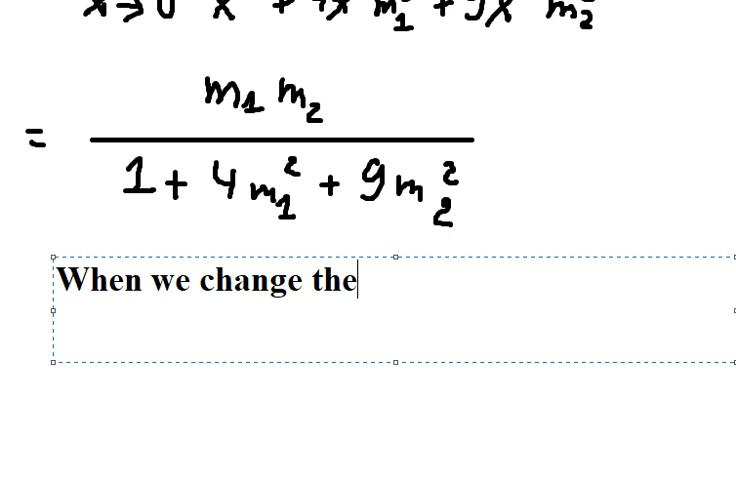 = m₁ m₂ / 1 + 4m₁² + 9m₂²
When we change the